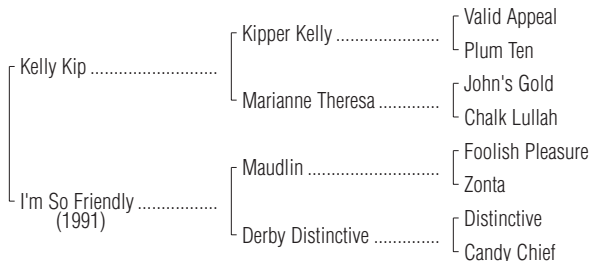 Valid Appeal
Kipper Kelly ......................
Plum Ten
Kelly Kip ...........................
John's Gold
Marianne Theresa .............
Chalk Lullah
Foolish Pleasure
Maudlin ............................
Zonta
I'm So Friendly .................
(1991)
Distinctive
Derby Distinctive ..............
Candy Chief